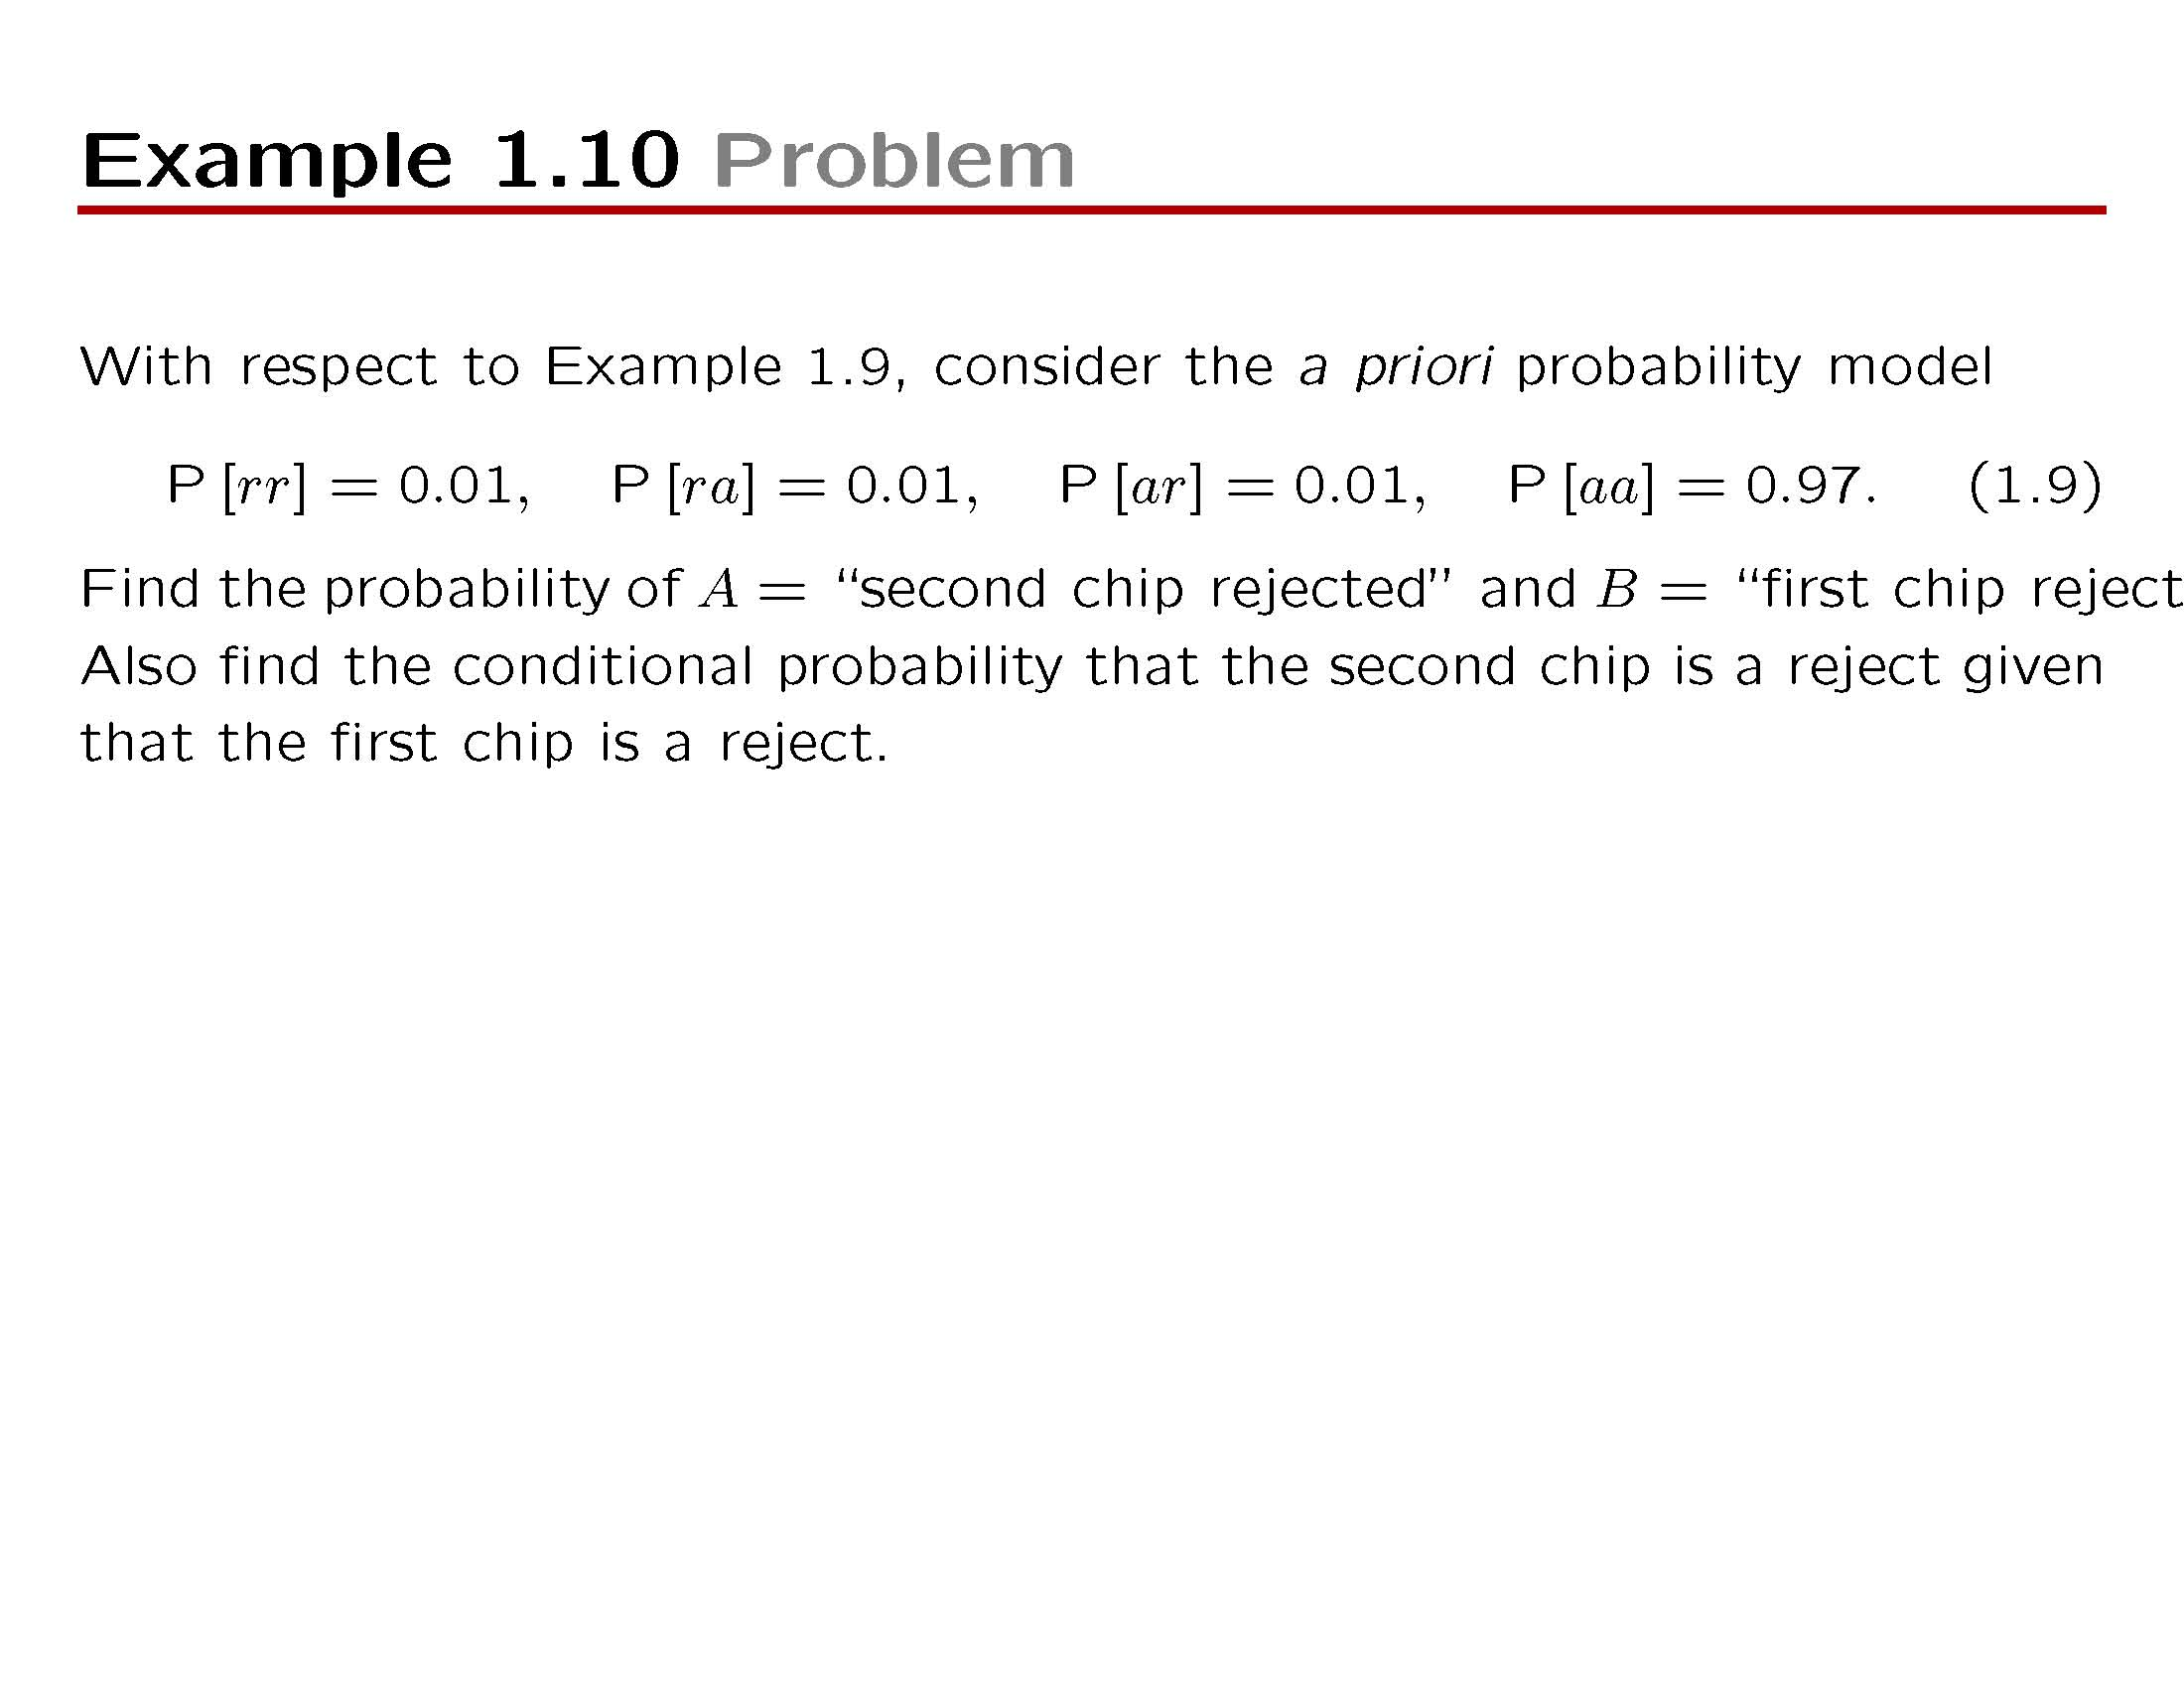 Example 1.10 Problem
With respect to Example 1.9, consider the a priori probability model
P [rr] = 0.01, P [ra] = 0.01, P [ar] = 0.01, P [aa] = 0.97. (1.9)
Find the probability of A = “second chip rejected” and B = “first chip reject
Also find the conditional probability that the second chip is a reject given
that the first chip is a reject.